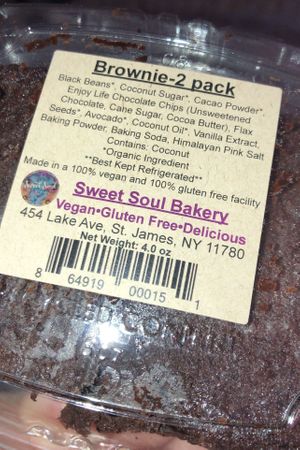 Brownie-2 pack
Black Beans*, Coconut Sugar*, Cacao Powder*,
Enjoy Life Chocolate Chips (Unsweetened
Chocolate, Cane Sugar, Cocoa Butter), Flax
Seeds*, Avocado*, Coconut Oil*, Vanilla Extract,
Baking Powder, Baking Soda, Himalayan Pink Salt
Contains: Coconut
*Organic Ingredient
**Best Kept Refrigerated**
Made in a 100% vegan and 100% gluten free facility
Sweet Soul
Sweet Soul Bakery
Vegan•Gluten Free•Delicious
454 Lake Ave, St. James, NY 11780
Net Weight: 4.0 oz
8 64919 00015 1